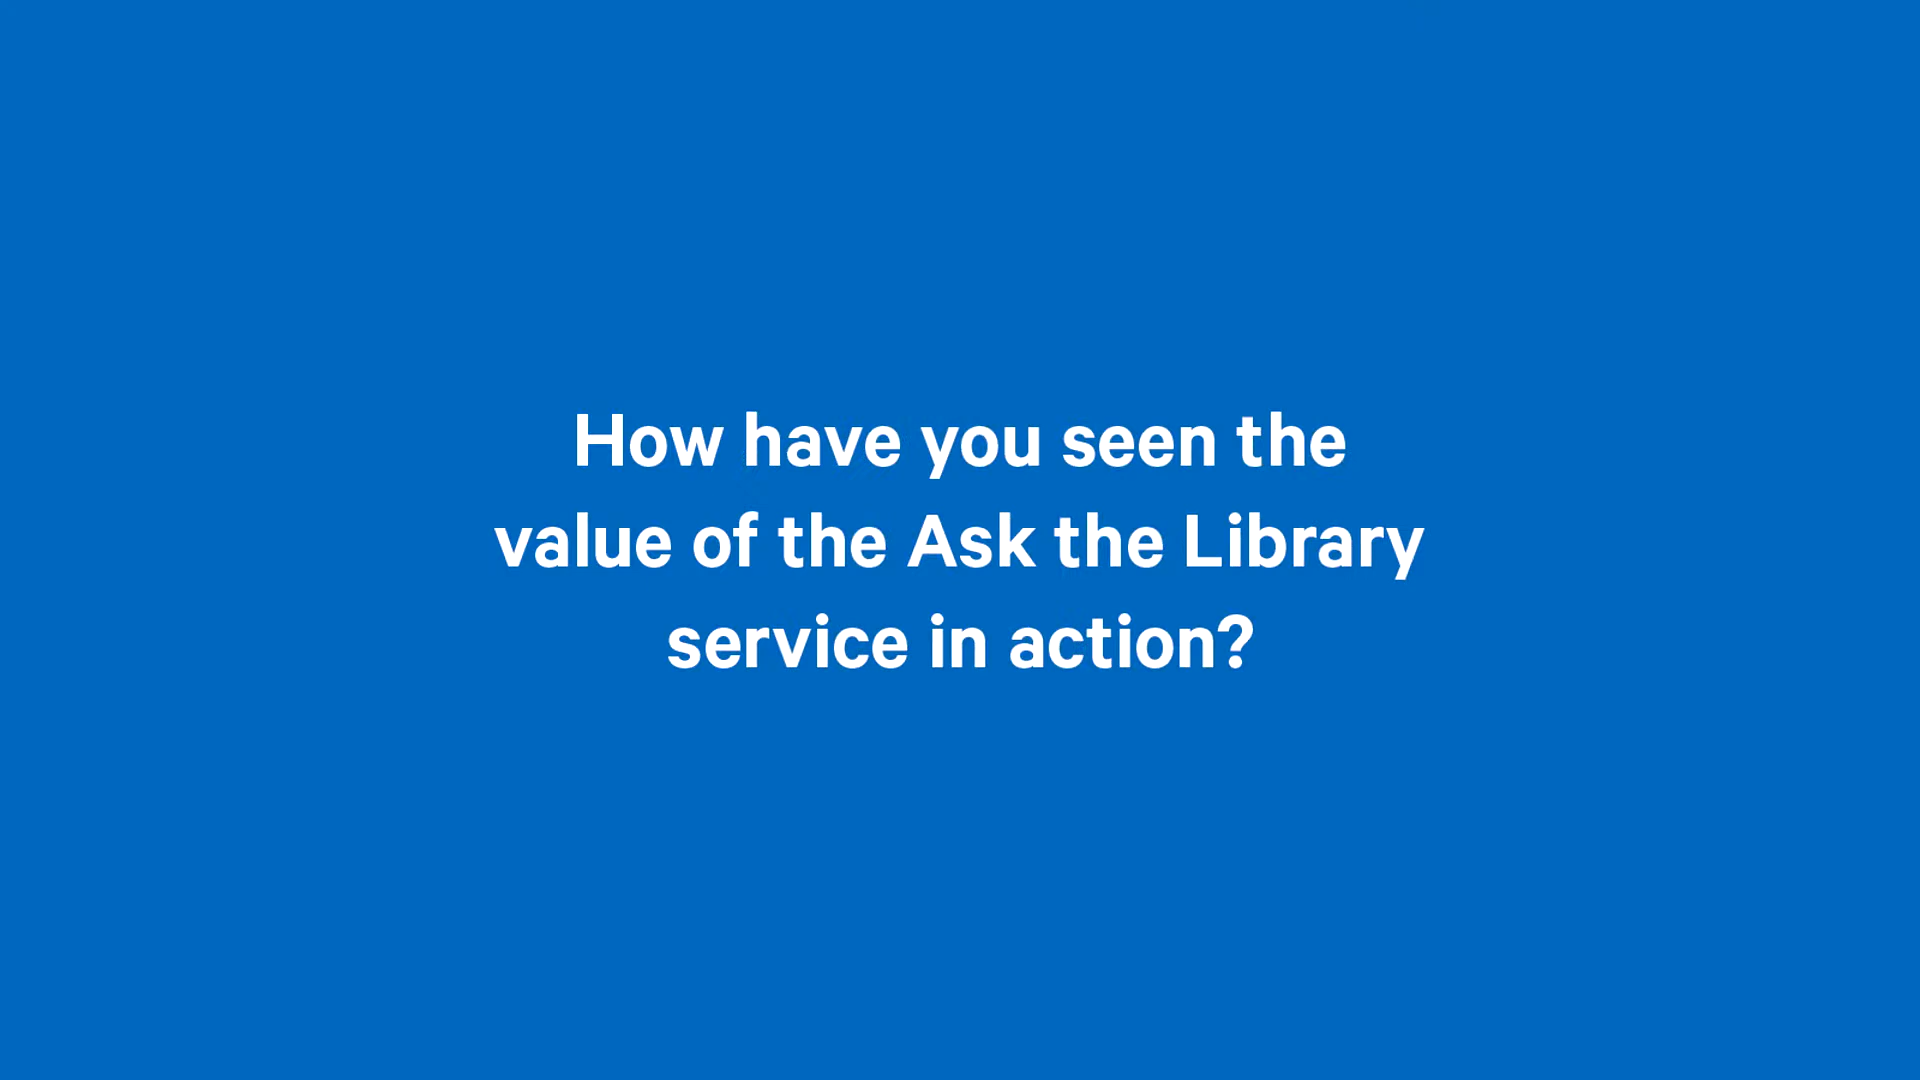 How have you seen the
value of the Ask the Library
service in action?